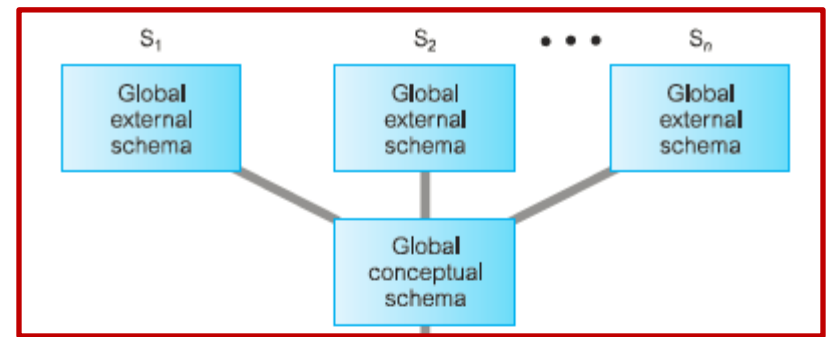 S₁ S₂ • • • Sₙ
Global Global Global
external external external
schema schema schema
Global
conceptual
schema